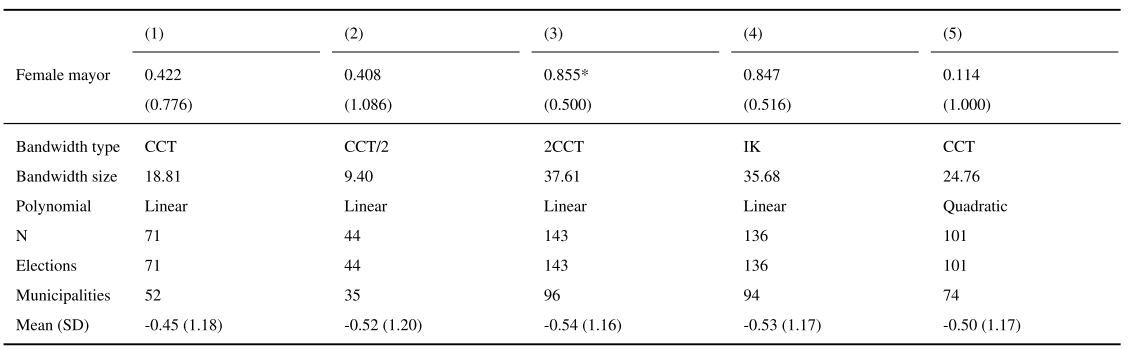 (1) (2) (3) (4) (5)
Female mayor 0.422 0.408 0.855* 0.847 0.114
(0.776) (1.086) (0.500) (0.516) (1.000)
Bandwidth type CCT CCT/2 2CCT IK CCT
Bandwidth size 18.81 9.40 37.61 35.68 24.76
Polynomial Linear Linear Linear Linear Quadratic
N 71 44 143 136 101
Elections 71 44 143 136 101
Municipalities 52 35 96 94 74
Mean (SD) -0.45 (1.18) -0.52 (1.20) -0.54 (1.16) -0.53 (1.17) -0.50 (1.17)